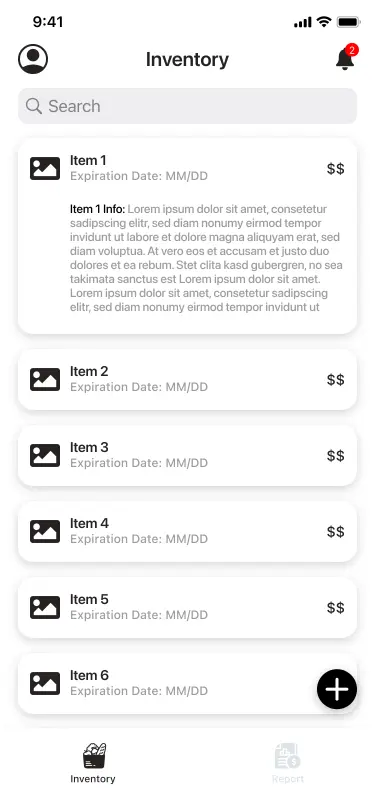 9:41
Inventory
2
Search
Item 1
Expiration Date: MM/DD
$$
Item 1 Info: Lorem ipsum dolor sit amet, consetetur
sadipscing elitr, sed diam nonumy eirmod tempor
invidunt ut labore et dolore magna aliquyam erat, sed
diam voluptua. At vero eos et accusam et justo duo
dolores et ea rebum. Stet clita kasd gubergren, no sea
takimata sanctus est Lorem ipsum dolor sit amet.
Lorem ipsum dolor sit amet, consetetur sadipscing
elitr, sed diam nonumy eirmod tempor invidunt ut
Item 2
Expiration Date: MM/DD
$$
Item 3
Expiration Date: MM/DD
$$
Item 4
Expiration Date: MM/DD
$$
Item 5
Expiration Date: MM/DD
$$
Item 6
Expiration Date: MM/DD
Inventory
Report